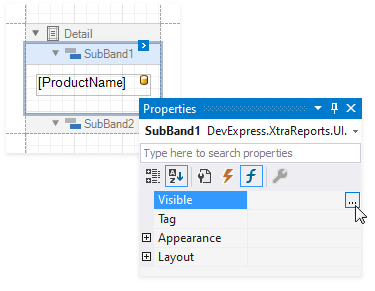 Detail
SubBand1
[ProductName]
SubBand2
Properties
SubBand1 DevExpress.XtraReports.UI.
Type here to search properties
Visible
...
Tag
Appearance
Layout